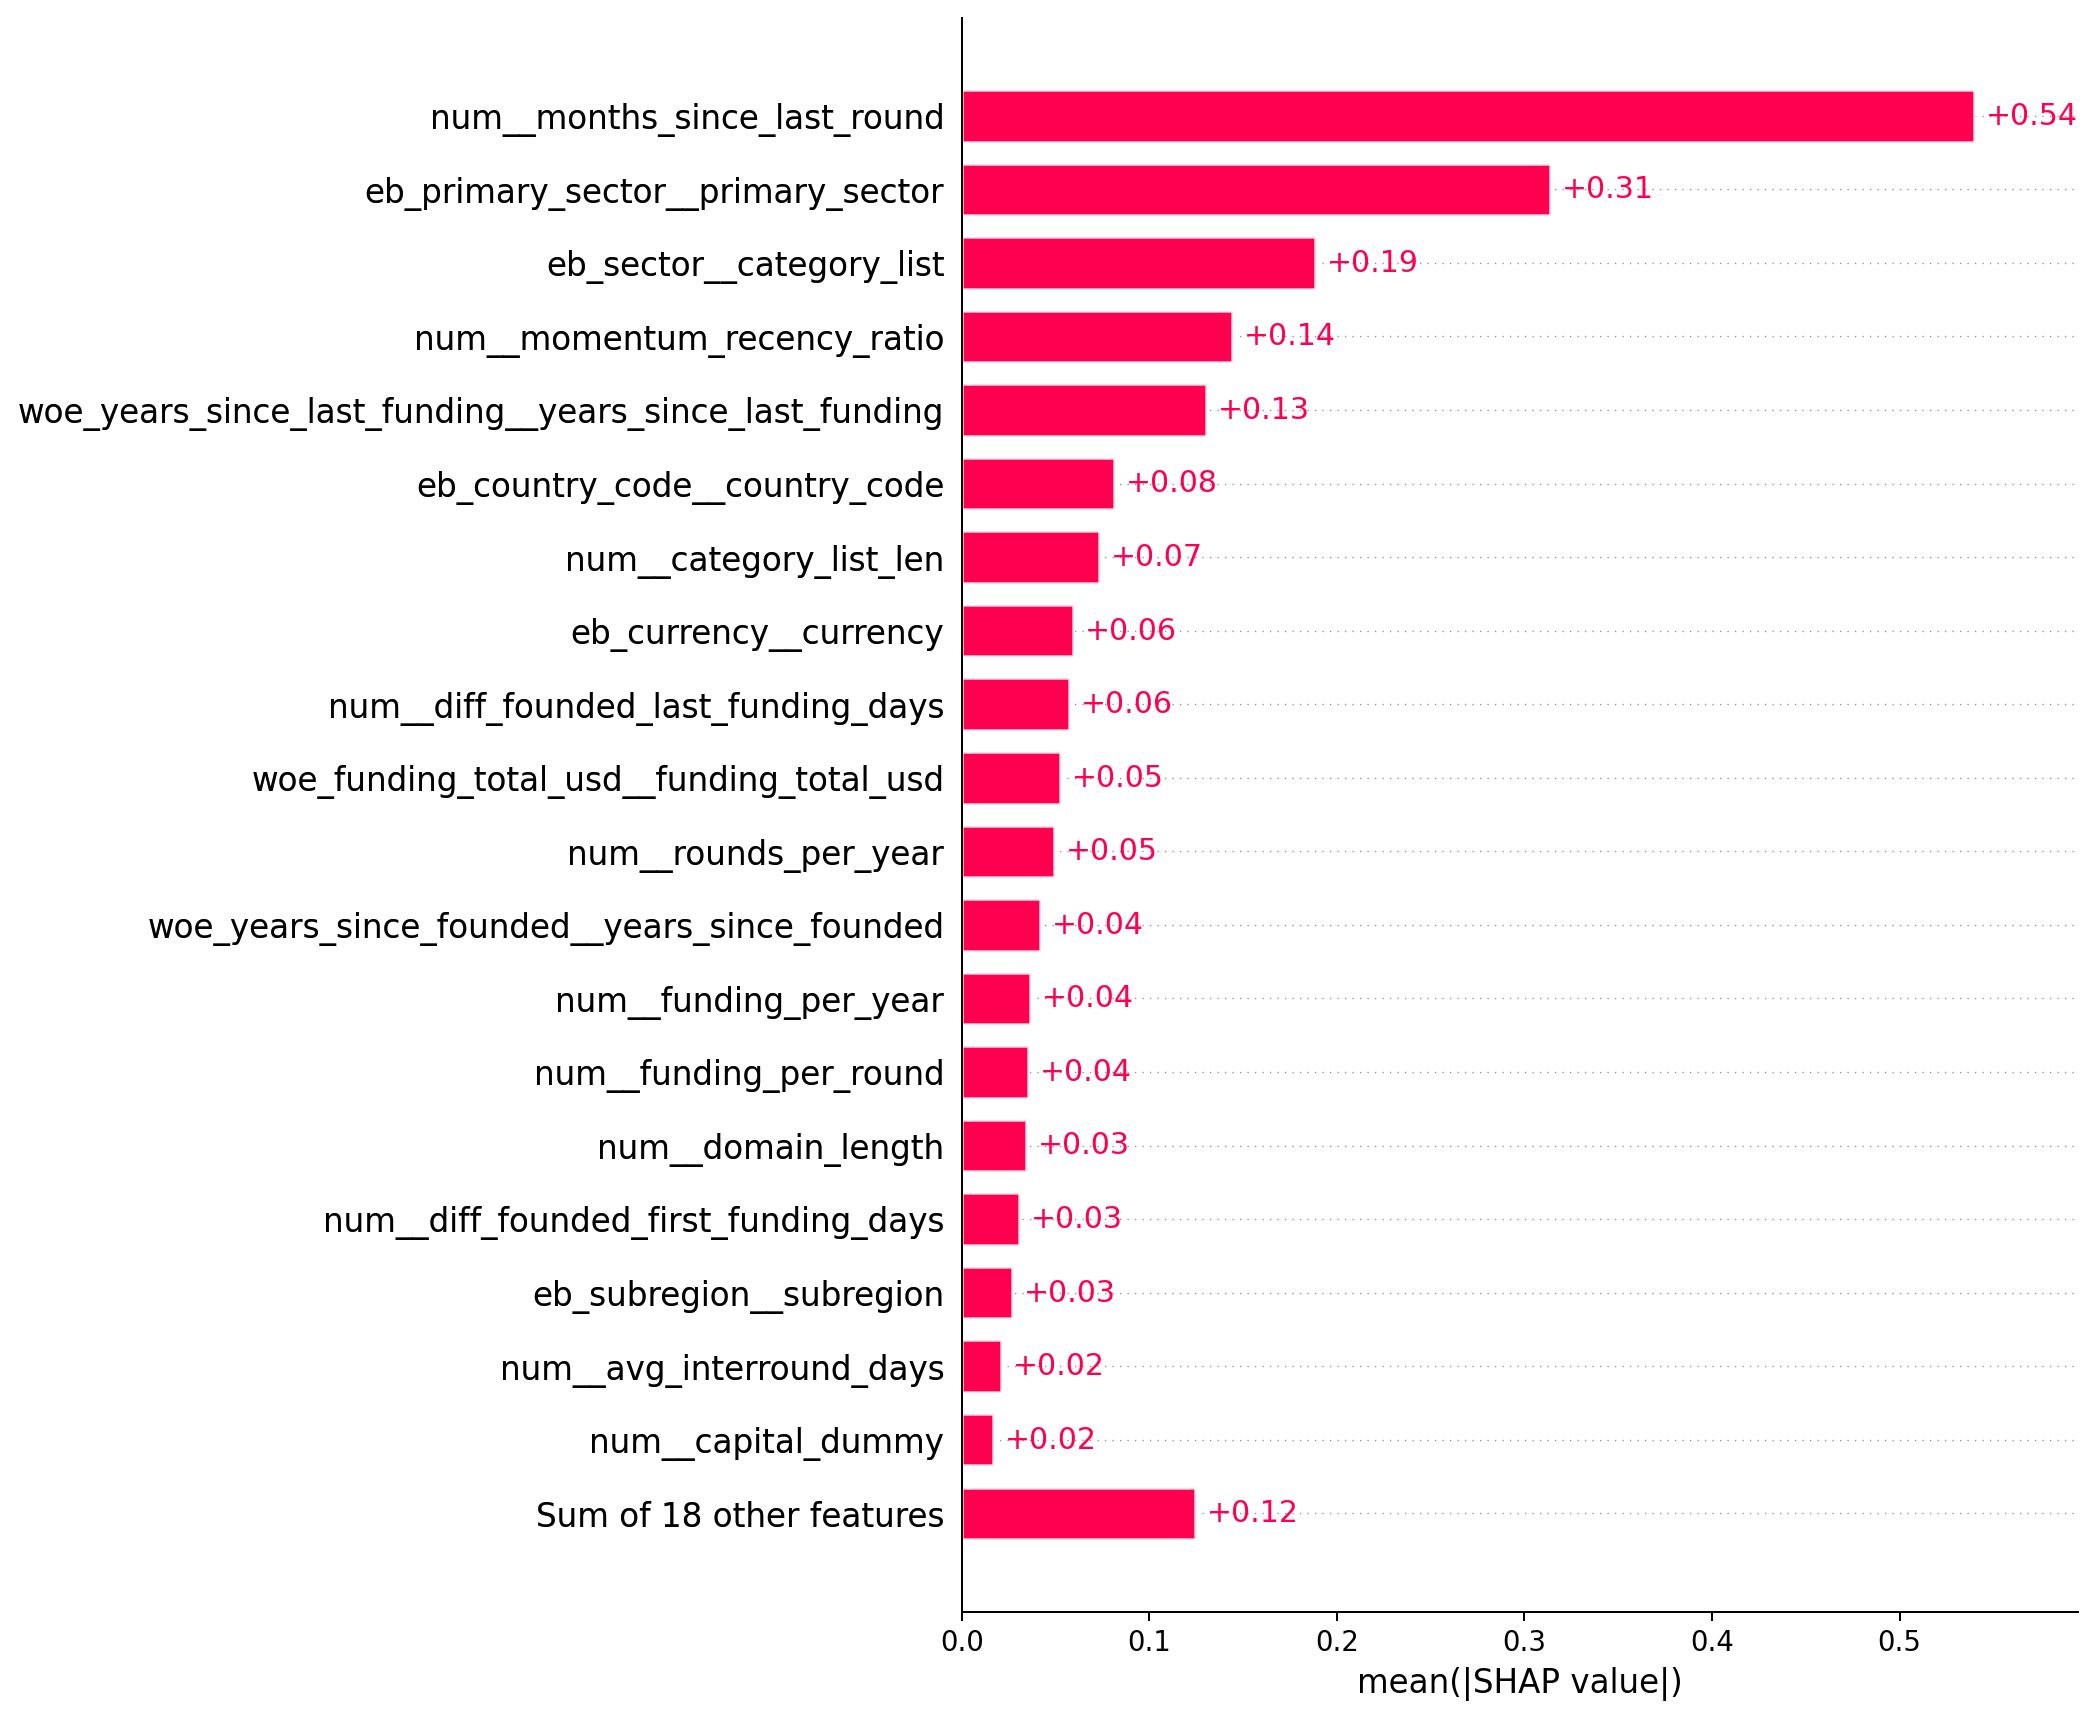 num__months_since_last_round +0.54
eb_primary_sector__primary_sector +0.31
eb_sector__category_list +0.19
num__momentum_recency_ratio +0.14
woe_years_since_last_funding__years_since_last_funding +0.13
eb_country_code__country_code +0.08
num__category_list_len +0.07
eb_currency__currency +0.06
num__diff_founded_last_funding_days +0.06
woe_funding_total_usd__funding_total_usd +0.05
num__rounds_per_year +0.05
woe_years_since_founded__years_since_founded +0.04
num__funding_per_year +0.04
num__funding_per_round +0.04
num__domain_length +0.03
num__diff_founded_first_funding_days +0.03
eb_subregion__subregion +0.03
num__avg_interround_days +0.02
num__capital_dummy +0.02
Sum of 18 other features +0.12
0.0 0.1 0.2 0.3 0.4 0.5
mean(|SHAP value|)